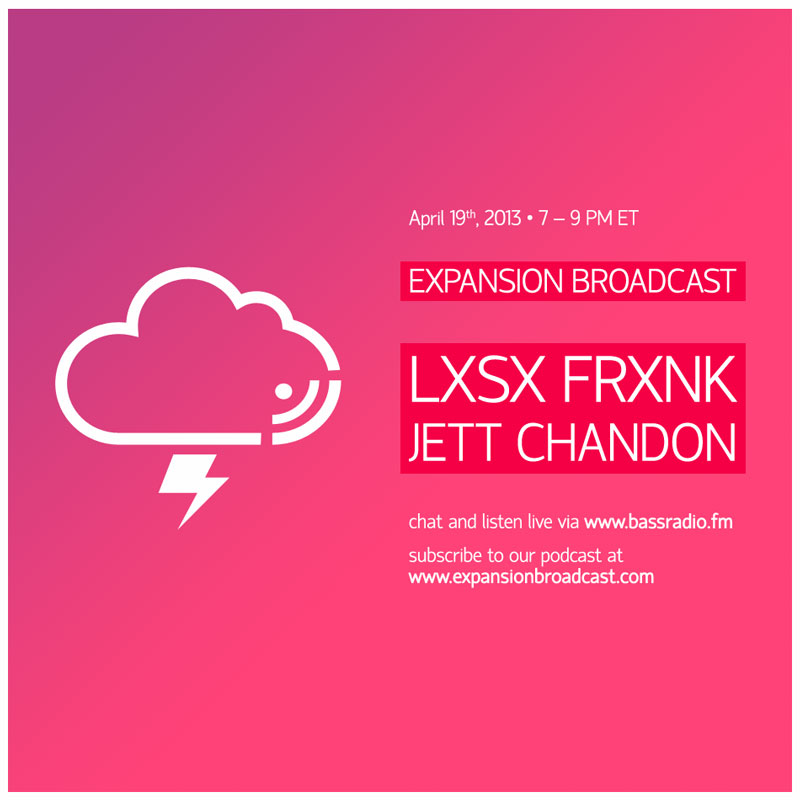 April 19th, 2013 • 7 – 9 PM ET
EXPANSION BROADCAST
LXSX FRXNK
JETT CHANDON
chat and listen live via www.bassradio.fm
subscribe to our podcast at
www.expansionbroadcast.com